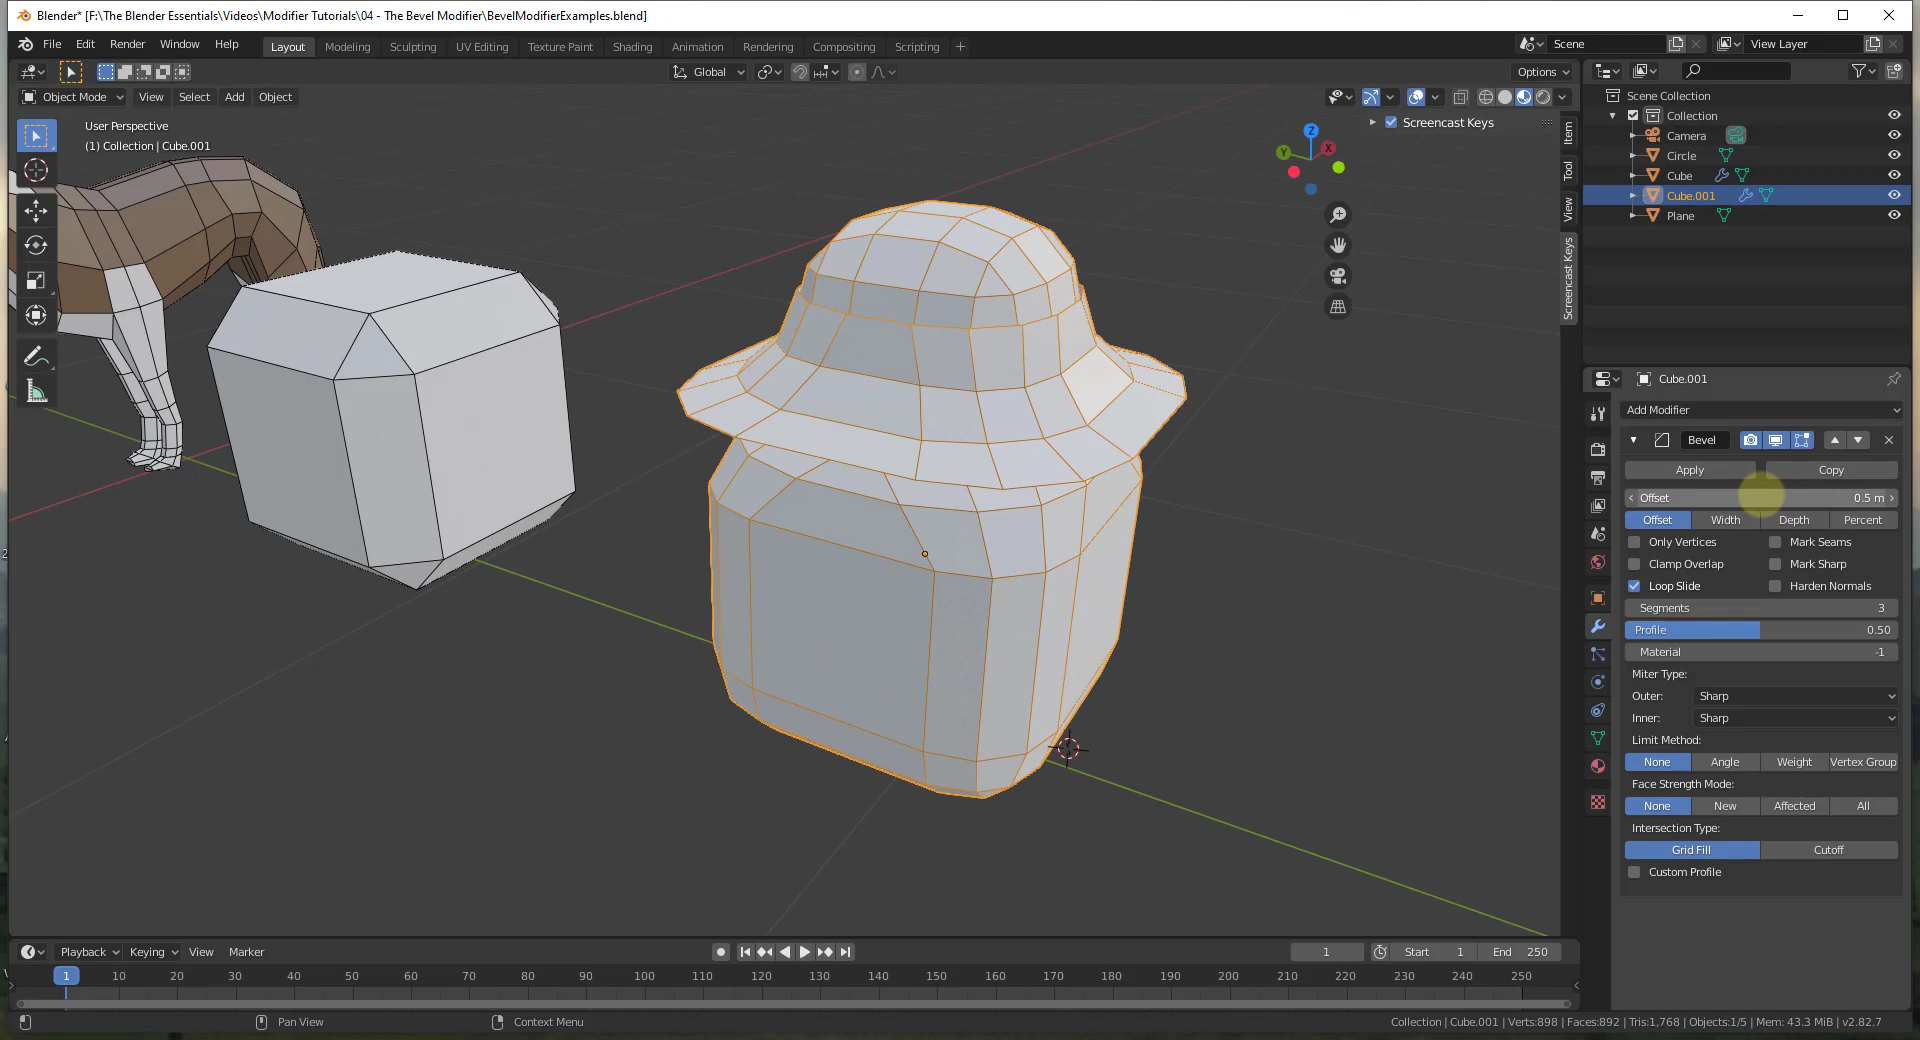 Blender* [F:\The Blender Essentials\Videos\Modifier Tutorials\04 - The Bevel Modifier\BevelModifierExamples.blend]
File Edit Render Window Help Layout Modeling Sculpting UV Editing Texture Paint Shading Animation Rendering Compositing Scripting + Scene View Layer
Global Options
Object Mode View Select Add Object
User Perspective
(1) Collection | Cube.001
Screencast Keys
Z
Y
X
Item
Tool
View
Screencast Keys
Scene Collection
Collection
Camera
Circle
Cube
Cube.001
Plane
Cube.001
Add Modifier
Bevel
Apply Copy
Offset 0.5 m
Offset Width Depth Percent
Only Vertices Mark Seams
Clamp Overlap Mark Sharp
Loop Slide Harden Normals
Segments 3
Profile 0.50
Material -1
Miter Type:
Outer: Sharp
Inner: Sharp
Limit Method:
None Angle Weight Vertex Group
Face Strength Mode:
None New Affected All
Intersection Type:
Grid Fill Cutoff
Custom Profile
Playback Keying View Marker 1 Start 1 End 250
1 10 20 30 40 50 60 70 80 90 100 110 120 130 140 150 160 170 180 190 200 210 220 230 240 250
Pan View Context Menu Collection | Cube.001 | Verts:898 | Faces:892 | Tris:1,768 | Objects:1/5 | Mem: 43.3 MiB | v2.82.7